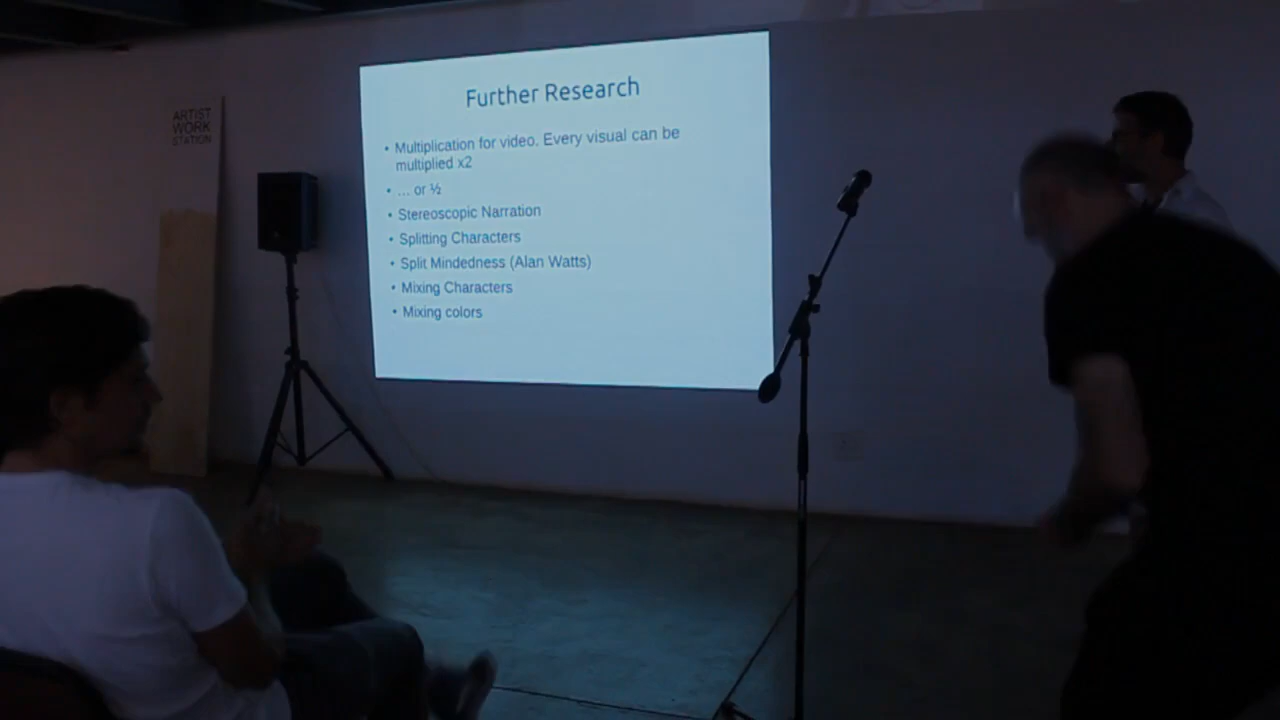 ARTIST
WORK
STATION
Further Research
• Multiplication for video. Every visual can be
multiplied x2
• … or ½
• Stereoscopic Narration
• Splitting Characters
• Split Mindedness (Alan Watts)
• Mixing Characters
• Mixing colors